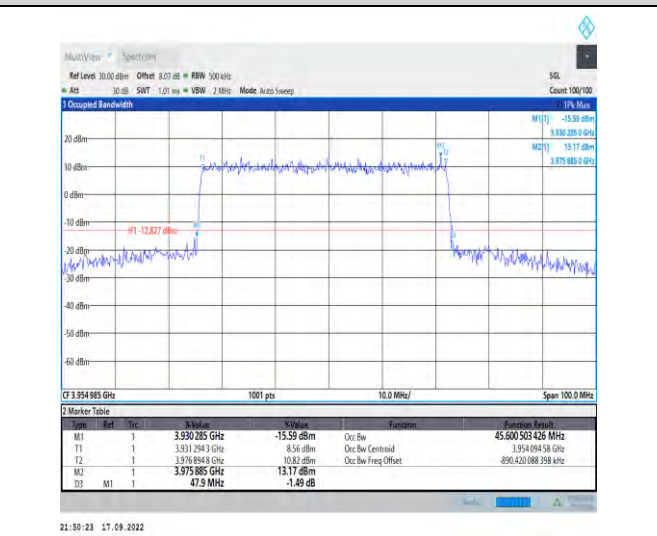 MultiView Spectrum
Ref Level 30.00 dBm Offset 8.07 dB RBW 500 kHz SGL
Att 30 dB SWT 1.01 ms VBW 2 MHz Mode Auto Sweep Count 100/100
1 Occupied Bandwidth 1Pk Max
M1[1] -15.59 dBm
3.930 285 0 GHz
20 dBm
M2[1] 13.17 dBm
3.975 885 0 GHz
M2
T2
T1
10 dBm
0 dBm
-10 dBm
M1
H1 -12.827 dBm
-20 dBm
-40 dBm
-50 dBm
-60 dBm
CF 3.954 985 GHz 1001 pts 10.0 MHz/ Span 100.0 MHz
2 Marker Table
Type Ref Trc X-Value Y-Value Function Function Result
M1 1 3.930 285 GHz -15.59 dBm Occ Bw 45.600 503 426 MHz
T1 1 3.931 294 3 GHz 8.56 dBm Occ Bw Centroid 3.954 094 58 GHz
T2 1 3.976 894 8 GHz 10.82 dBm Occ Bw Freq Offset -890.420 088 398 kHz
M2 1 3.975 885 GHz 13.17 dBm
D3 M1 1 47.9 MHz -1.49 dB
21:50:23 17.09.2022